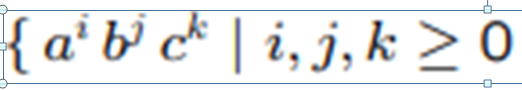 { aⁱ bʲ cᵏ | i, j, k ≥ 0